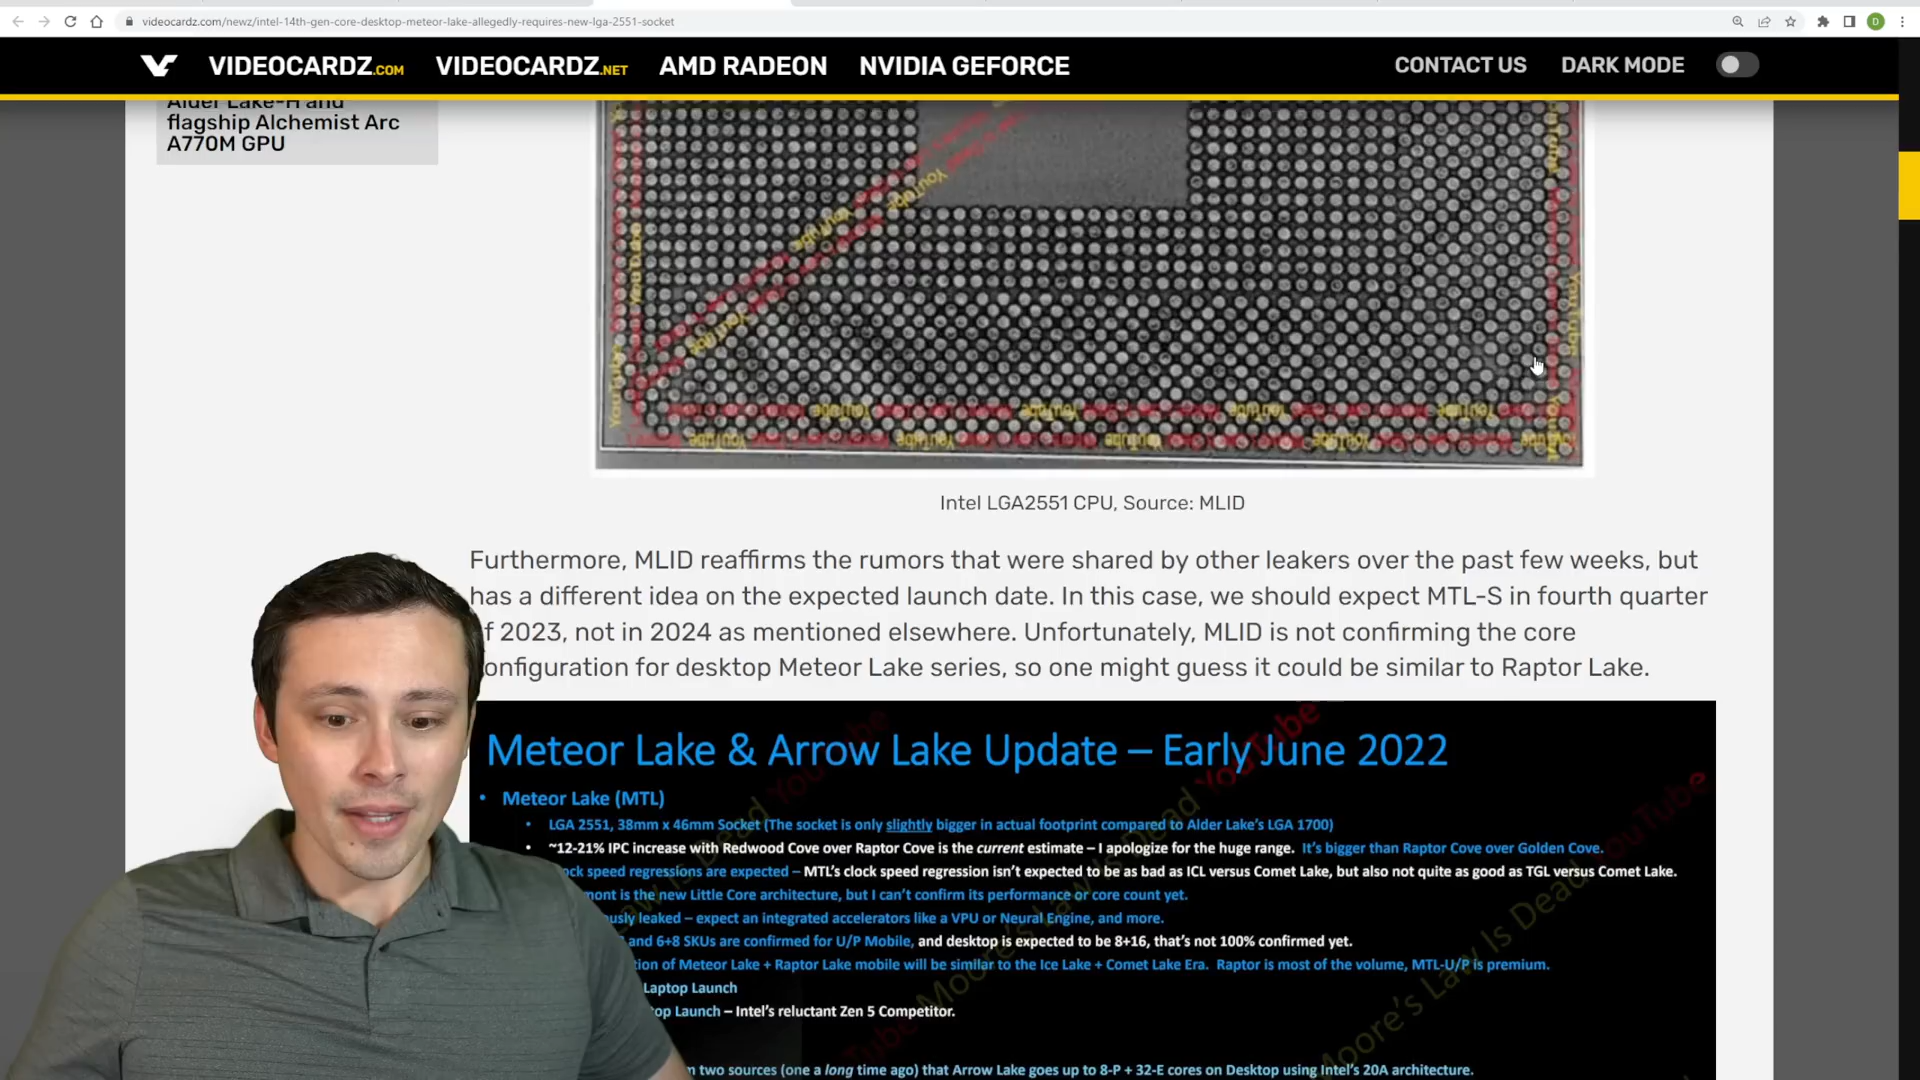 videocardz.com/newz/intel-14th-gen-core-desktop-meteor-lake-allegedly-requires-new-lga-2551-socket
D
VIDEOCARDZ.COM VIDEOCARDZ.NET AMD RADEON NVIDIA GEFORCE CONTACT US DARK MODE
Alder Lake-H and
flagship Alchemist Arc
A770M GPU
Intel LGA2551 CPU, Source: MLID
Furthermore, MLID reaffirms the rumors that were shared by other leakers over the past few weeks, but
has a different idea on the expected launch date. In this case, we should expect MTL-S in fourth quarter
f 2023, not in 2024 as mentioned elsewhere. Unfortunately, MLID is not confirming the core
onfiguration for desktop Meteor Lake series, so one might guess it could be similar to Raptor Lake.
Meteor Lake & Arrow Lake Update – Early June 2022
• Meteor Lake (MTL)
• LGA 2551, 38mm x 46mm Socket (The socket is only slightly bigger in actual footprint compared to Alder Lake's LGA 1700)
• ~12-21% IPC increase with Redwood Cove over Raptor Cove is the current estimate – I apologize for the huge range. It's bigger than Raptor Cove over Golden Cove.
ock speed regressions are expected – MTL's clock speed regression isn't expected to be as bad as ICL versus Comet Lake, but also not quite as good as TGL versus Comet Lake.
mont is the new Little Core architecture, but I can't confirm its performance or core count yet.
usly leaked – expect an integrated accelerators like a VPU or Neural Engine, and more.
and 6+8 SKUs are confirmed for U/P Mobile, and desktop is expected to be 8+16, that's not 100% confirmed yet.
tion of Meteor Lake + Raptor Lake mobile will be similar to the Ice Lake + Comet Lake Era. Raptor is most of the volume, MTL-U/P is premium.
Laptop Launch
op Launch – Intel's reluctant Zen 5 Competitor.
two sources (one a long time ago) that Arrow Lake goes up to 8-P + 32-E cores on Desktop using Intel's 20A architecture.
Moore's Law Is Dead YouTube
Moore's Law Is Dead YouTube